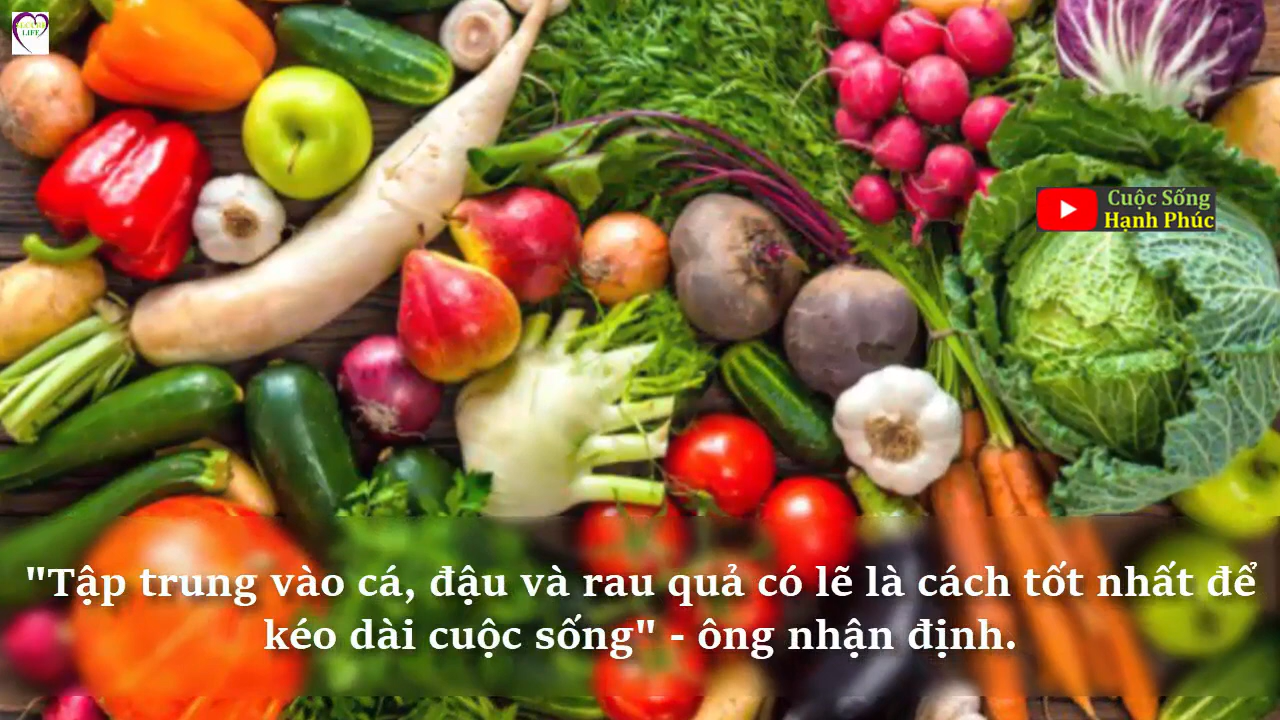 LIFE
Cuộc Sống
Hạnh Phúc
"Tập trung vào cá, đậu và rau quả có lẽ là cách tốt nhất để
kéo dài cuộc sống" - ông nhận định.